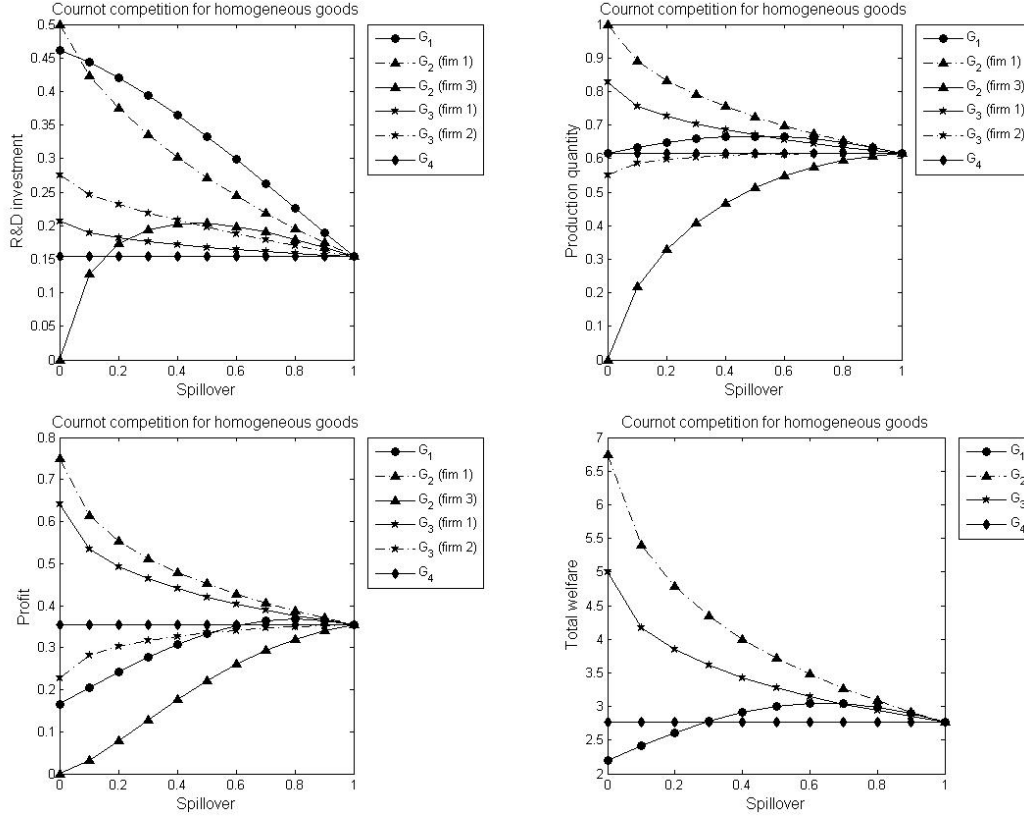 Cournot competition for homogeneous goods
0.5
0.45
0.4
0.35
0.3
0.25
0.2
0.15
0.1
0.05
0
R&D investment
0 0.2 0.4 0.6 0.8 1
Spillover
G1
G2 (fim 1)
G2 (firm 3)
G3 (firm 1)
G3 (firm 2)
G4
Cournot competition for homogeneous goods
1
0.9
0.8
0.7
0.6
0.5
0.4
0.3
0.2
0.1
0
Production quantity
0 0.2 0.4 0.6 0.8 1
Spillover
G1
G2 (fim 1)
G2 (firm 3)
G3 (firm 1)
G3 (firm 2)
G4
Cournot competition for homogeneous goods
0.8
0.7
0.6
0.5
0.4
0.3
0.2
0.1
0
Profit
0 0.2 0.4 0.6 0.8 1
Spillover
G1
G2 (fim 1)
G2 (firm 3)
G3 (firm 1)
G3 (firm 2)
G4
Cournot competition for homogeneous goods
7
6.5
6
5.5
5
4.5
4
3.5
3
2.5
2
Total welfare
0 0.2 0.4 0.6 0.8 1
Spillover
G1
G2
G3
G4